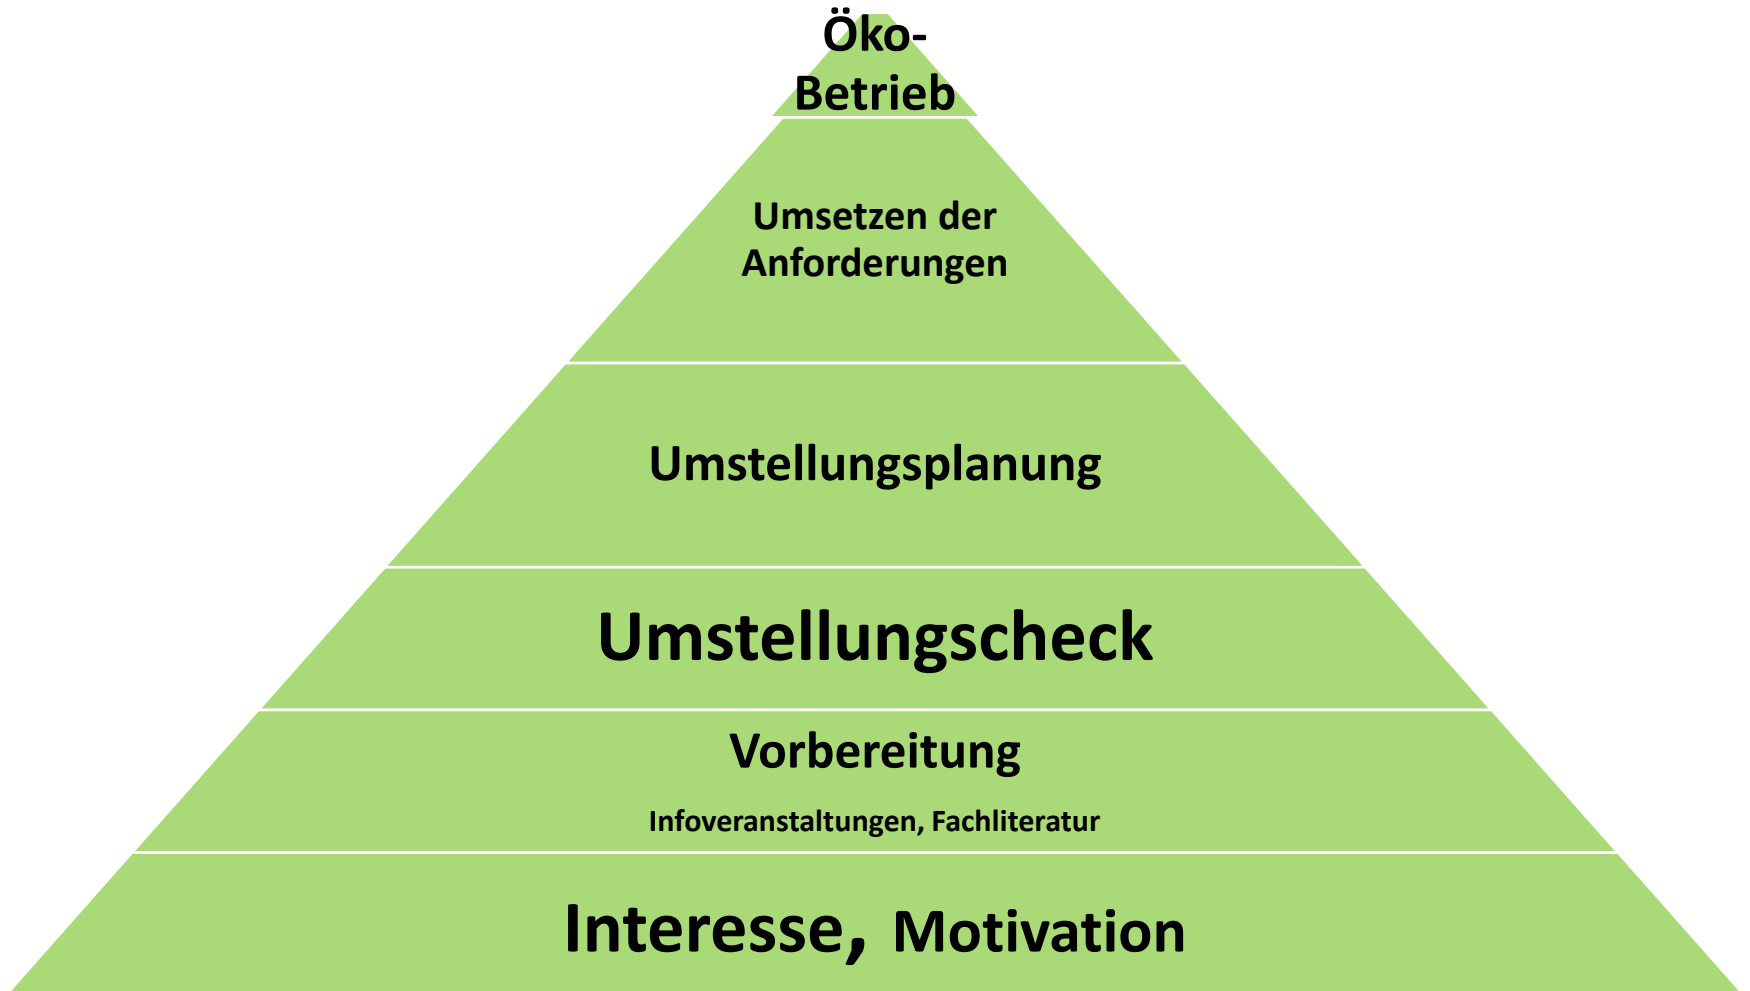 Öko-
Betrieb
Umsetzen der
Anforderungen
Umstellungsplanung
Umstellungscheck
Vorbereitung
Infoveranstaltungen, Fachliteratur
Interesse, Motivation